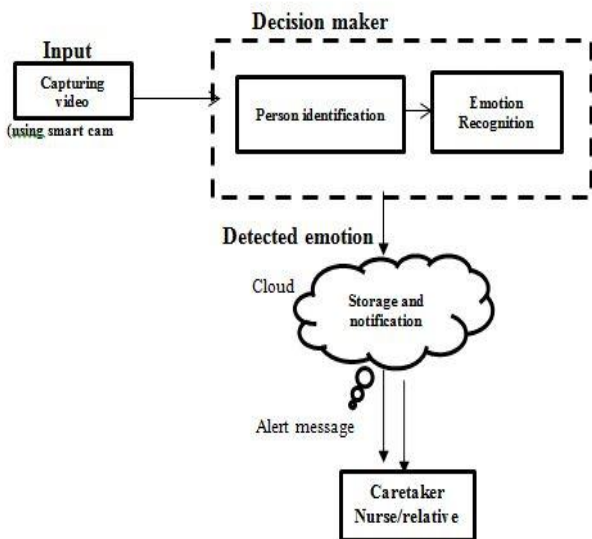 Decision maker
Input
Capturing
video
(using smart cam
Person identification
Emotion
Recognition
Detected emotion
Cloud
Storage and
notification
Alert message
Caretaker
Nurse/relative